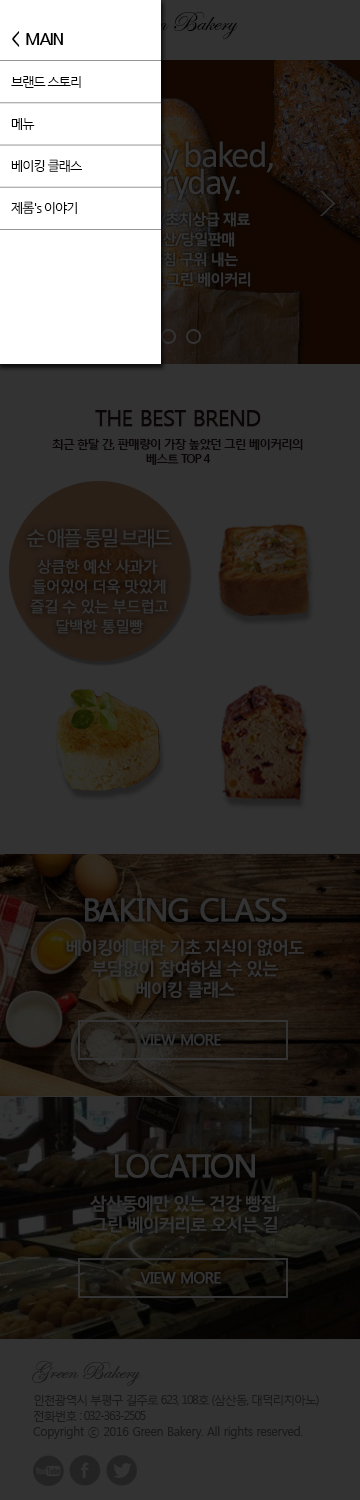 MAIN
브랜드 스토리
메뉴
베이킹 클래스
제롬's 이야기
Bakery
baked,
day.
초치상급 재료
산/당일판매
침 구워 내는
그린 베이커리
THE BEST BREND
최근 한달 간, 판매량이 가장 높았던 그린 베이커리의
베스트 TOP 4
순 애플 통밀 브래드
상큼한 예산 사과가
들어있어 더욱 맛있게
즐길 수 있는 부드럽고
달백한 통밀빵
BAKING CLASS
베이킹에 대한 기초 지식이 없어도
부담없이 참여하실 수 있는
베이킹 클래스
VIEW MORE
LOCATION
삼산동에만 있는 건강 빵집,
그린 베이커리로 오시는 길
VIEW MORE
Green Bakery
인천광역시 부평구 길주로 623, 108호 (삼산동, 대덕리치아노)
전화번호 : 032-363-2505
Copyright ⓒ 2016 Green Bakery. All rights reserved.
YouTube